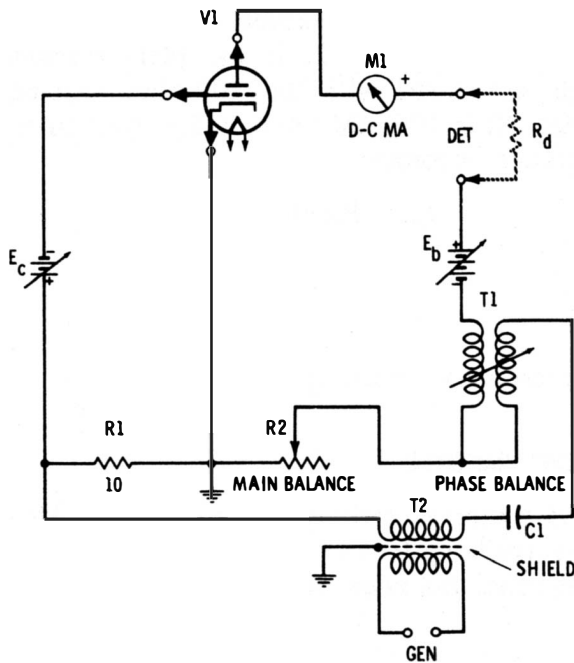 V1
M1
+
D-C MA
DET
Rd
Ec
-
+
Eb
+
-
T1
R1
10
R2
MAIN BALANCE
PHASE BALANCE
T2
C1
SHIELD
GEN